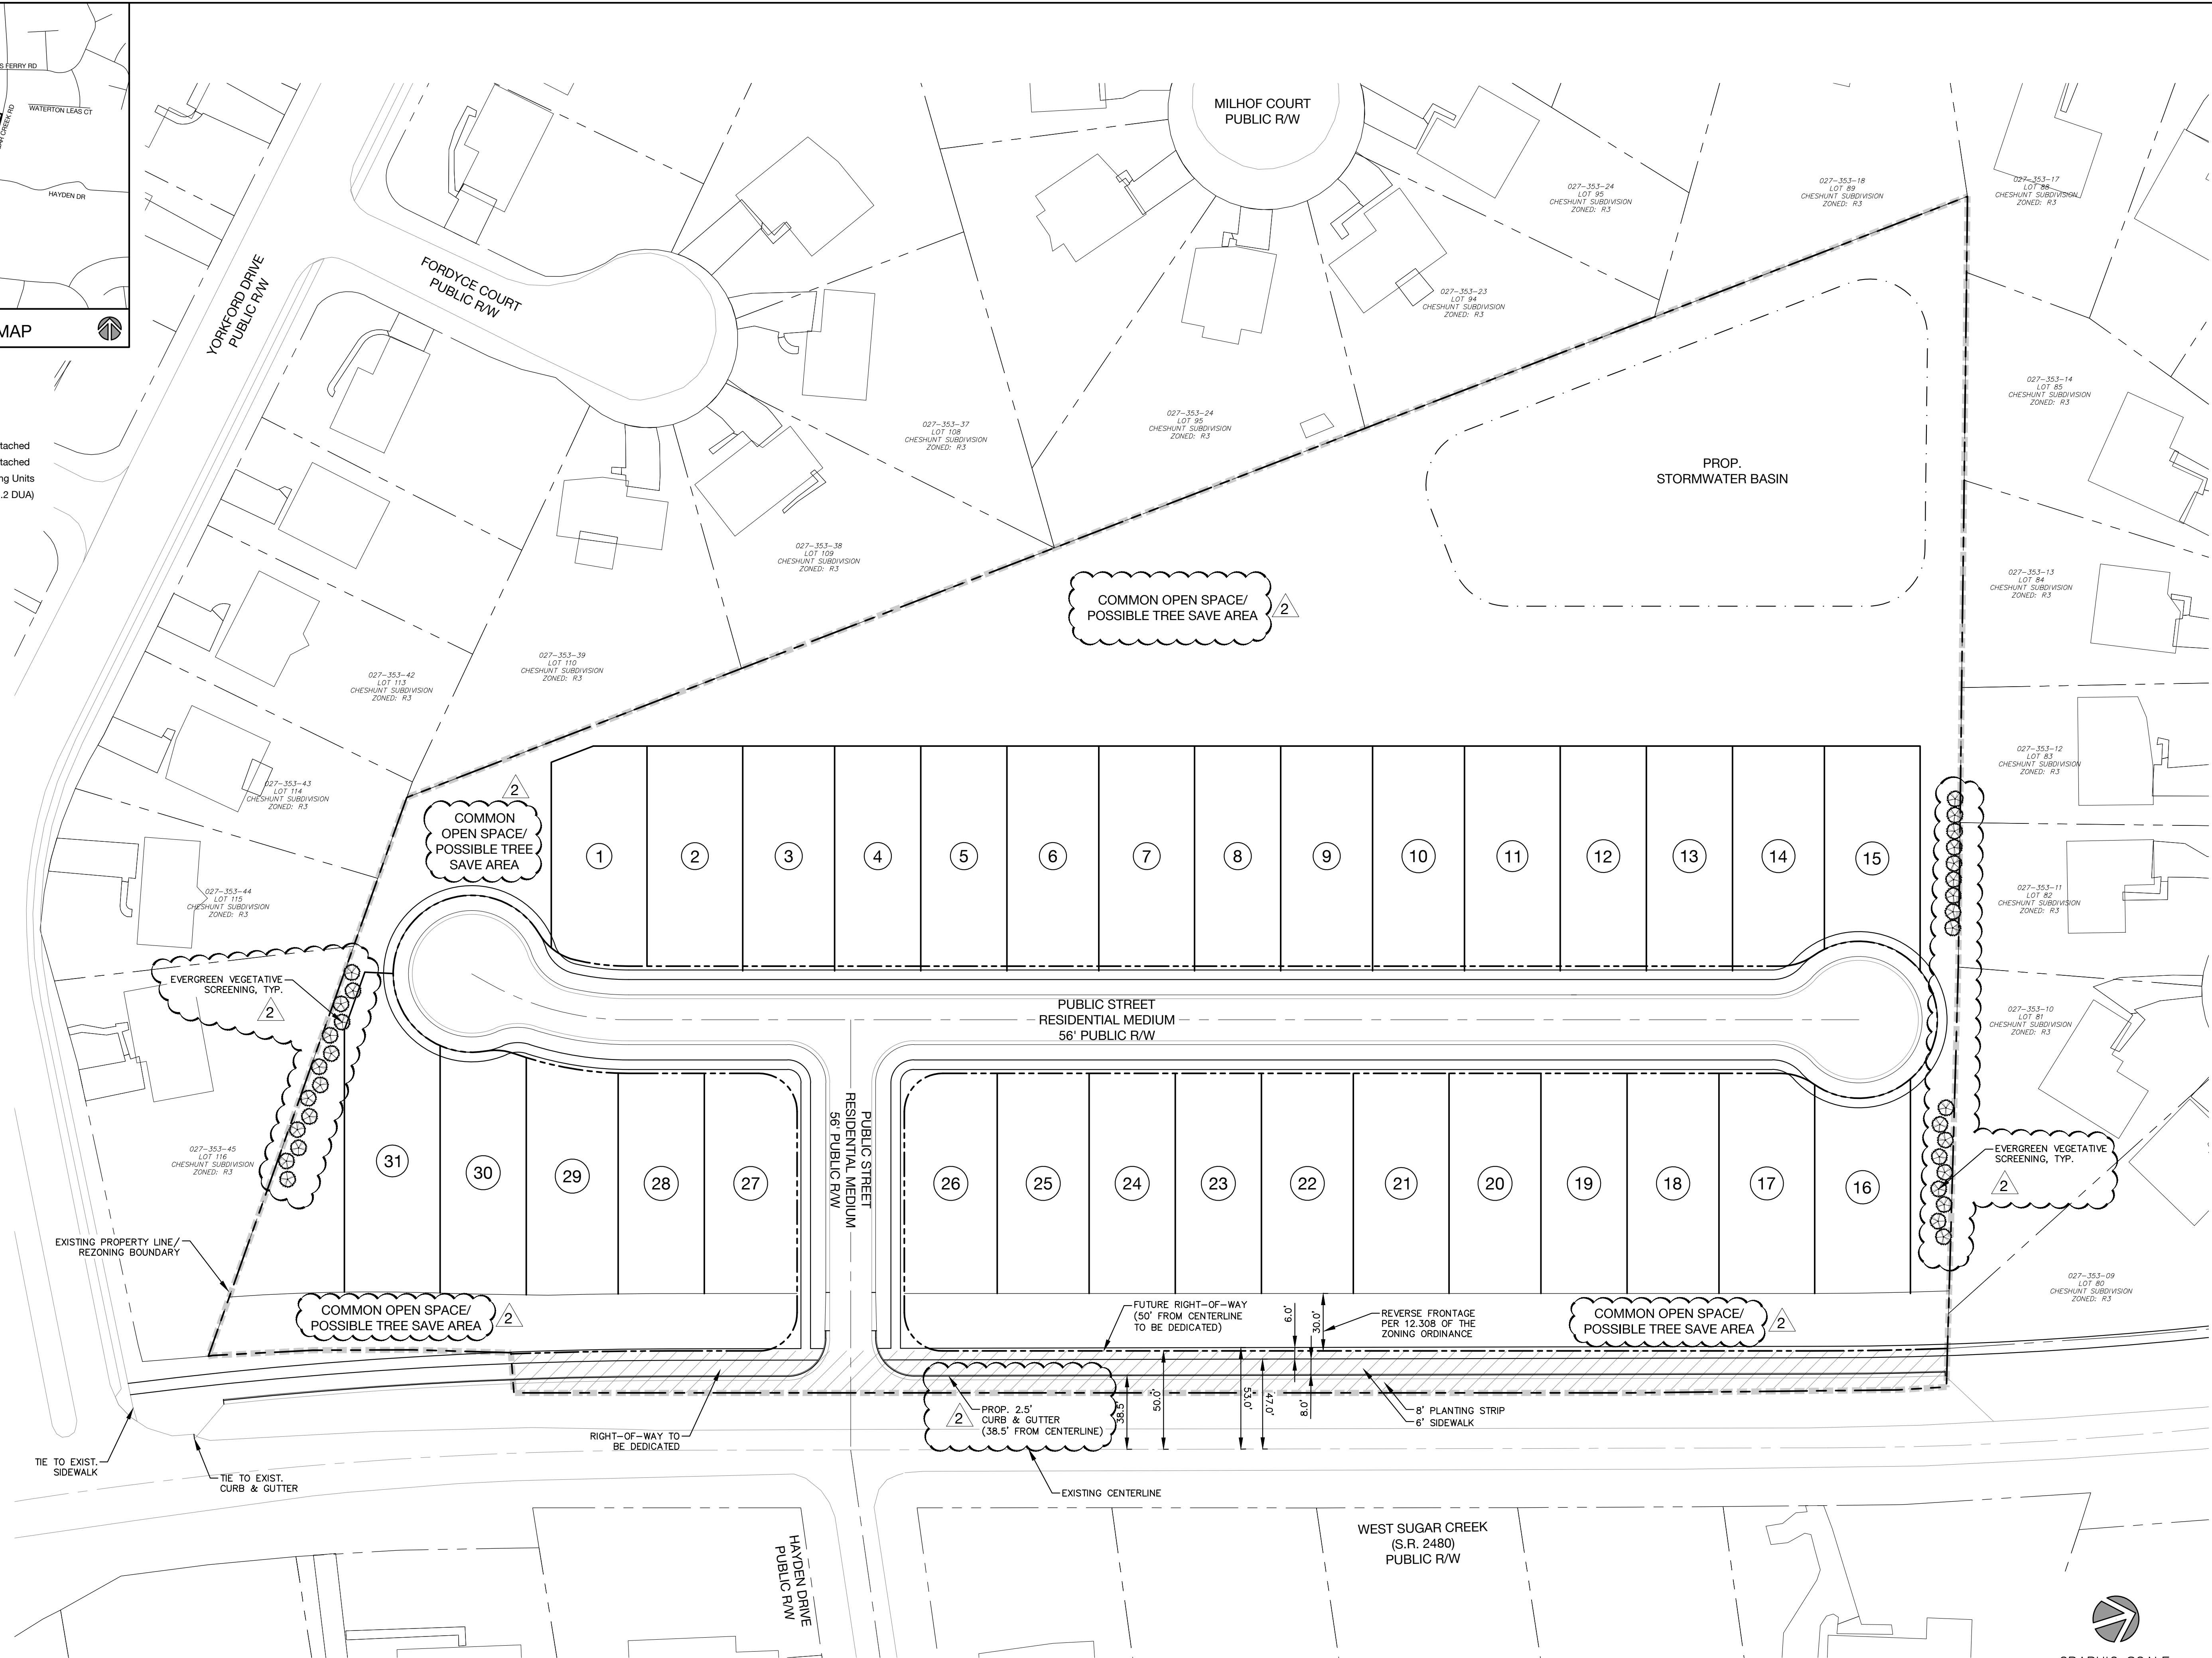 S FERRY RD
WATERTON LEAS CT
CREEK RD
HAYDEN DR
MAP
tached
tached
ng Units
.2 DUA)
YORKFORD DRIVE
PUBLIC R/W
FORDYCE COURT
PUBLIC R/W
MILHOF COURT
PUBLIC R/W
027-353-24
LOT 95
CHESHUNT SUBDIVISION
ZONED: R3
027-353-18
LOT 89
CHESHUNT SUBDIVISION
ZONED: R3
027-353-17
LOT 88
CHESHUNT SUBDIVISION
ZONED: R3
027-353-23
LOT 94
CHESHUNT SUBDIVISION
ZONED: R3
027-353-14
LOT 85
CHESHUNT SUBDIVISION
ZONED: R3
027-353-37
LOT 108
CHESHUNT SUBDIVISION
ZONED: R3
027-353-24
LOT 95
CHESHUNT SUBDIVISION
ZONED: R3
PROP.
STORMWATER BASIN
027-353-38
LOT 109
CHESHUNT SUBDIVISION
ZONED: R3
027-353-13
LOT 84
CHESHUNT SUBDIVISION
ZONED: R3
COMMON OPEN SPACE/
POSSIBLE TREE SAVE AREA
2
027-353-39
LOT 110
CHESHUNT SUBDIVISION
ZONED: R3
027-353-42
LOT 113
CHESHUNT SUBDIVISION
ZONED: R3
027-353-12
LOT 83
CHESHUNT SUBDIVISION
ZONED: R3
027-353-43
LOT 114
CHESHUNT SUBDIVISION
ZONED: R3
2
COMMON
OPEN SPACE/
POSSIBLE TREE
SAVE AREA
1
2
3
4
5
6
7
8
9
10
11
12
13
14
15
027-353-44
LOT 115
CHESHUNT SUBDIVISION
ZONED: R3
027-353-11
LOT 82
CHESHUNT SUBDIVISION
ZONED: R3
EVERGREEN VEGETATIVE
SCREENING, TYP.
2
PUBLIC STREET
RESIDENTIAL MEDIUM
56' PUBLIC R/W
027-353-10
LOT 81
CHESHUNT SUBDIVISION
ZONED: R3
PUBLIC STREET
RESIDENTIAL MEDIUM
56' PUBLIC R/W
027-353-45
LOT 116
CHESHUNT SUBDIVISION
ZONED: R3
31
30
29
28
27
26
25
24
23
22
21
20
19
18
17
16
EVERGREEN VEGETATIVE
SCREENING, TYP.
2
EXISTING PROPERTY LINE/
REZONING BOUNDARY
027-353-09
LOT 80
CHESHUNT SUBDIVISION
ZONED: R3
COMMON OPEN SPACE/
POSSIBLE TREE SAVE AREA
2
FUTURE RIGHT-OF-WAY
(50' FROM CENTERLINE
TO BE DEDICATED)
6.0'
30.0'
REVERSE FRONTAGE
PER 12.308 OF THE
ZONING ORDINANCE
COMMON OPEN SPACE/
POSSIBLE TREE SAVE AREA
2
2
PROP. 2.5'
CURB & GUTTER
(38.5' FROM CENTERLINE)
38.5'
50.0'
53.0'
47.0'
8.0'
8' PLANTING STRIP
6' SIDEWALK
RIGHT-OF-WAY TO
BE DEDICATED
TIE TO EXIST.
SIDEWALK
TIE TO EXIST.
CURB & GUTTER
EXISTING CENTERLINE
HAYDEN DRIVE
PUBLIC R/W
WEST SUGAR CREEK
(S.R. 2480)
PUBLIC R/W